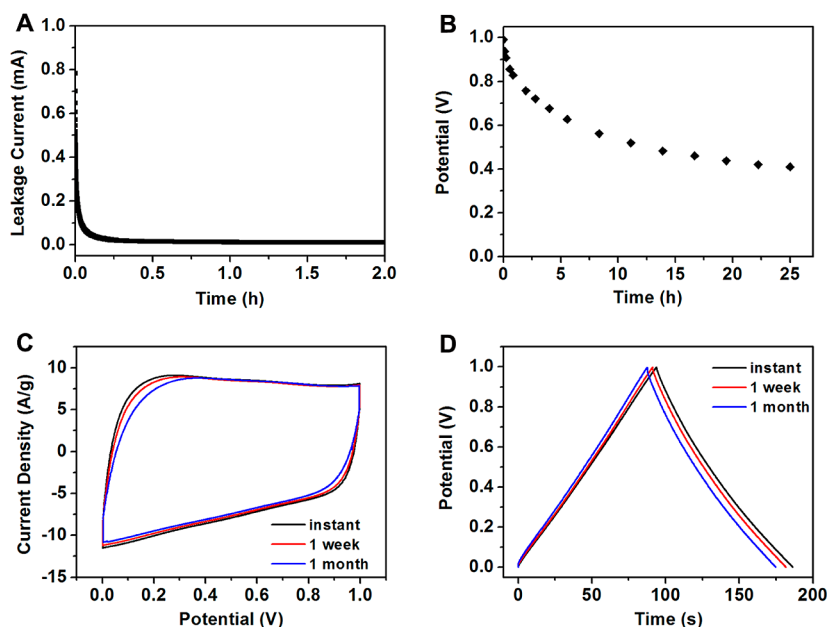 A
Leakage Current (mA)
1.0
0.8
0.6
0.4
0.2
0.0
0.0 0.5 1.0 1.5 2.0
Time (h)
B
Potential (V)
1.0
0.8
0.6
0.4
0.2
0.0
0 5 10 15 20 25
Time (h)
C
Current Density (A/g)
15
10
5
0
-5
-10
-15
instant
1 week
1 month
0.0 0.2 0.4 0.6 0.8 1.0
Potential (V)
D
Potential (V)
1.0
0.8
0.6
0.4
0.2
0.0
instant
1 week
1 month
0 50 100 150 200
Time (s)